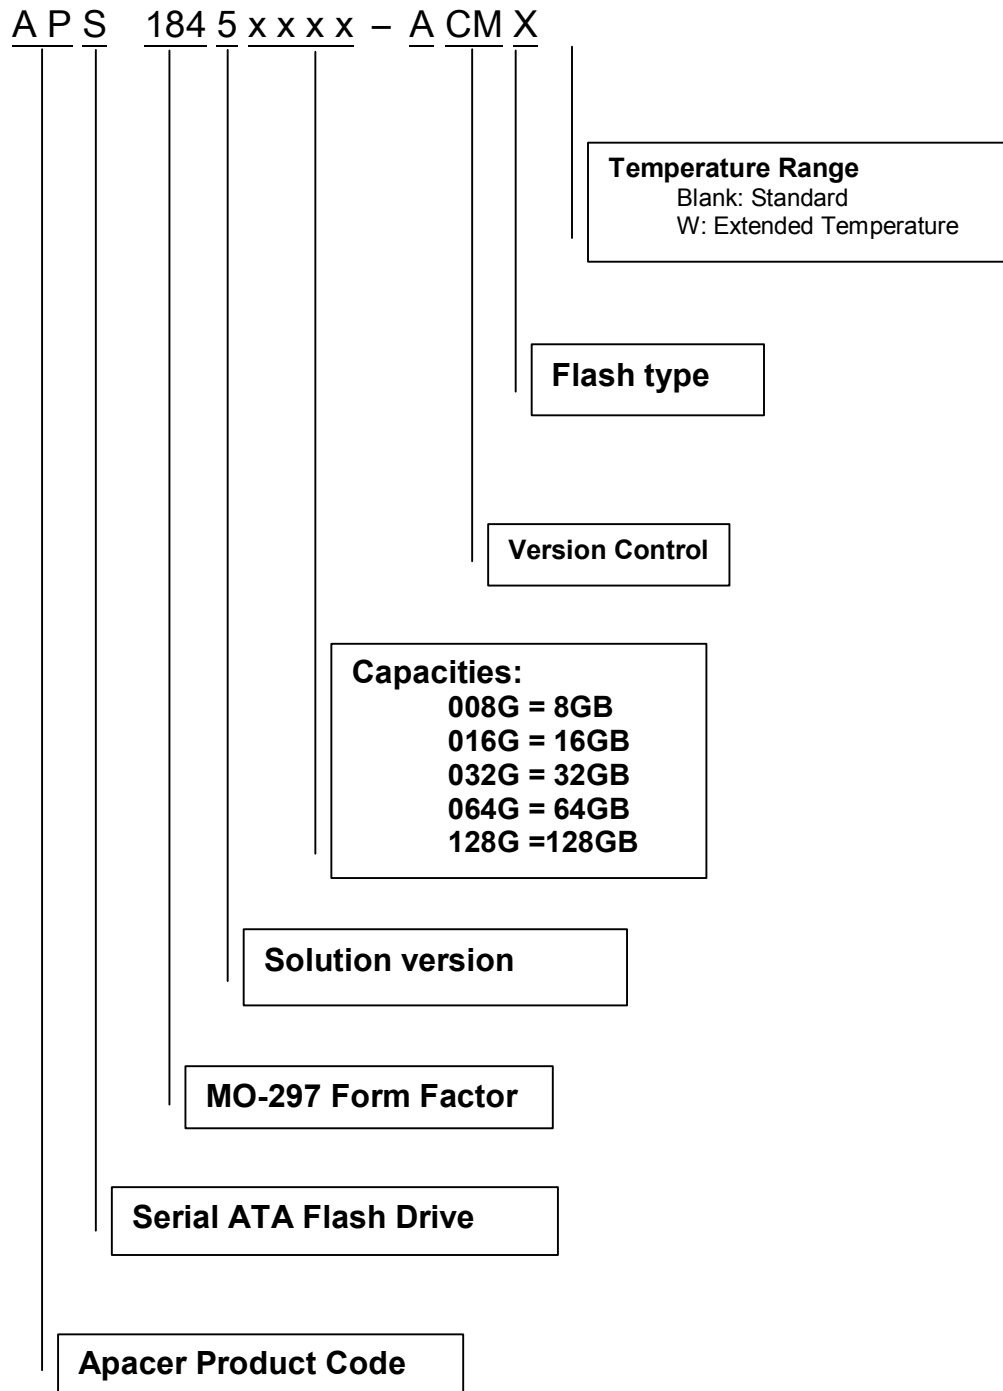 A P S 184 5 x x x x – A CM X
Temperature Range
Blank: Standard
W: Extended Temperature
Flash type
Version Control
Capacities:
008G = 8GB
016G = 16GB
032G = 32GB
064G = 64GB
128G =128GB
Solution version
MO-297 Form Factor
Serial ATA Flash Drive
Apacer Product Code